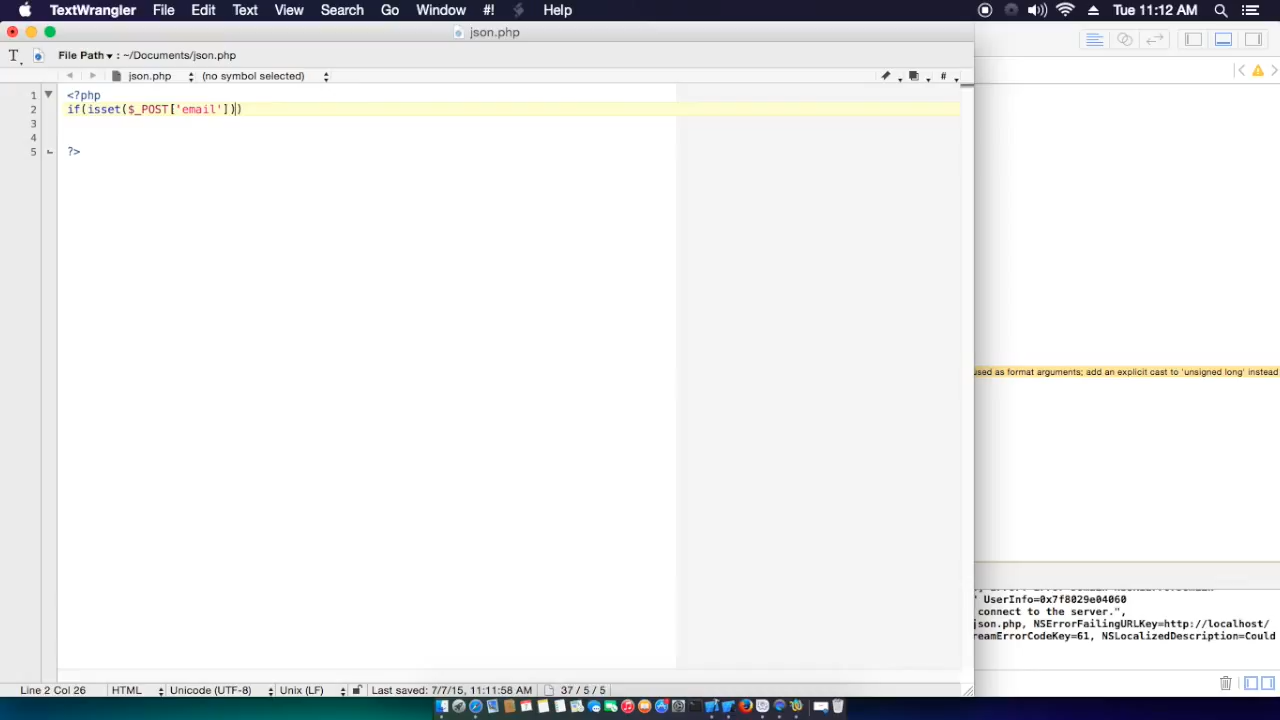 TextWrangler File Edit Text View Search Go Window #! Help Tue 11:12 AM
json.php
File Path ▾ : ~/Documents/json.php
json.php (no symbol selected) #
1 <?php
2 if(isset($_POST['email']))
3
4
5 ?>
used as format arguments; add an explicit cast to 'unsigned long' instead
" UserInfo=0x7f8029e04060
connect to the server.",
json.php, NSErrorFailingURLKey=http://localhost/
reamErrorCodeKey=61, NSLocalizedDescription=Could
Line 2 Col 26 HTML Unicode (UTF-8) Unix (LF) Last saved: 7/7/15, 11:11:58 AM 37 / 5 / 5